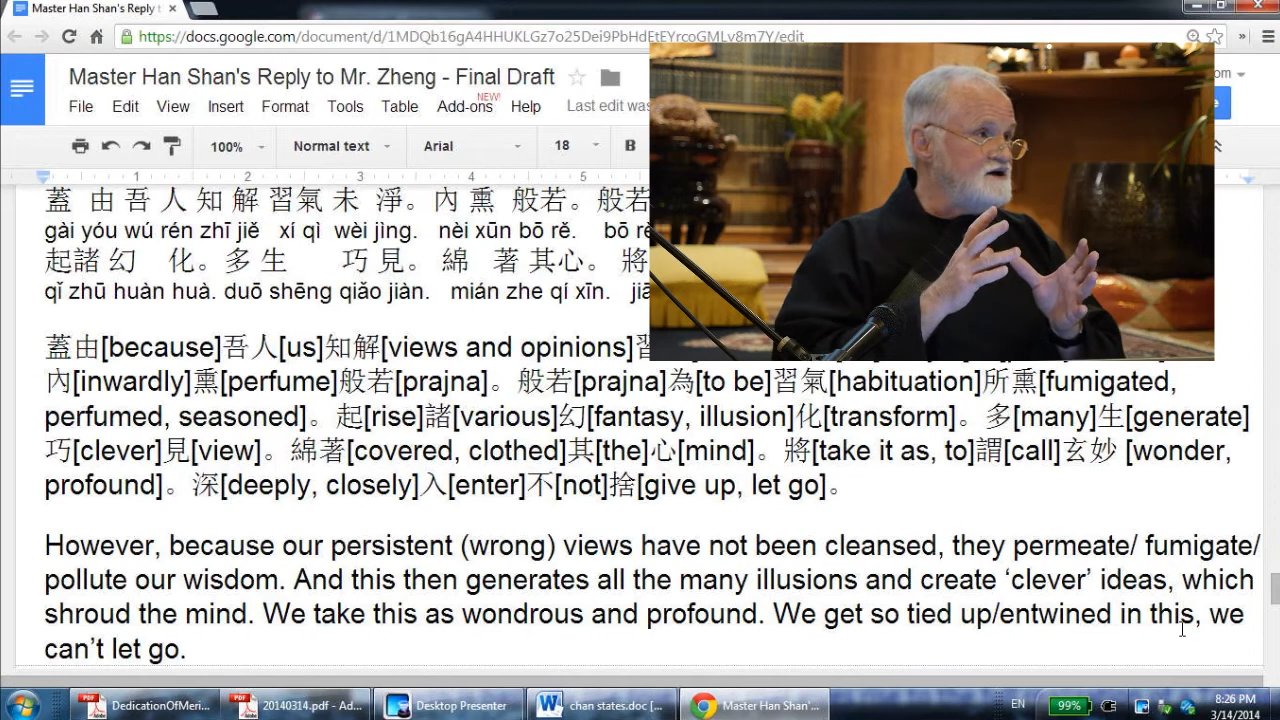 Master Han Shan's Reply t
https://docs.google.com/document/d/1MDQb16gA4HHUKLGz7o25Dei9PbHdEtEYrcoGMLv8m7Y/edit
Master Han Shan's Reply to Mr. Zheng - Final Draft
om
File Edit View Insert Format Tools Table Add-ons NEW! Help Last edit was
100% Normal text Arial 18 B
1 2 3 4 5
蓋 由 吾 人 知 解 習氣 未 淨。內 熏 般若。般若
gài yóu wú rén zhī jiě xí qì wèi jìng. nèi xūn bō rě. bō rě
起諸 幻 化。多 生 巧 見。 綿 著 其心。將
qǐ zhū huàn huà. duō shēng qiǎo jiàn. mián zhe qí xīn. jiā
蓋由[because]吾人[us]知解[views and opinions]習
內[inwardly]熏[perfume]般若[prajna]。般若[prajna]為[to be]習氣[habituation]所熏[fumigated,
perfumed, seasoned]。起[rise]諸[various]幻[fantasy, illusion]化[transform]。多[many]生[generate]
巧[clever]見[view]。綿著[covered, clothed]其[the]心[mind]。將[take it as, to]謂[call]玄妙 [wonder,
profound]。深[deeply, closely]入[enter]不[not]捨[give up, let go]。
However, because our persistent (wrong) views have not been cleansed, they permeate/ fumigate/
pollute our wisdom. And this then generates all the many illusions and create ‘clever’ ideas, which
shroud the mind. We take this as wondrous and profound. We get so tied up/entwined in this, we
can’t let go.
DedicationOfMeri... 20140314.pdf - Ad... Desktop Presenter chan states.doc [... Master Han Shan'... EN 99% 8:26 PM
3/14/2014